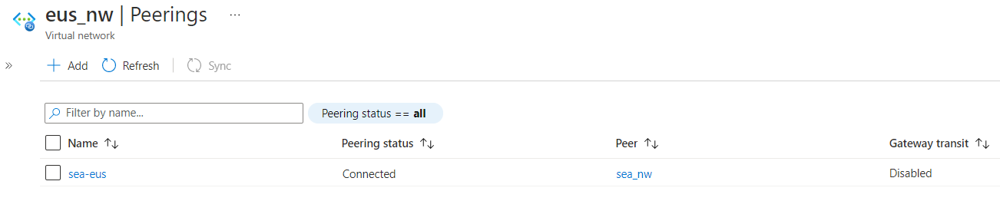 eus_nw | Peerings ...
Virtual network
Add Refresh Sync
Filter by name... Peering status == all
Name Peering status Peer Gateway transit
sea-eus Connected sea_nw Disabled